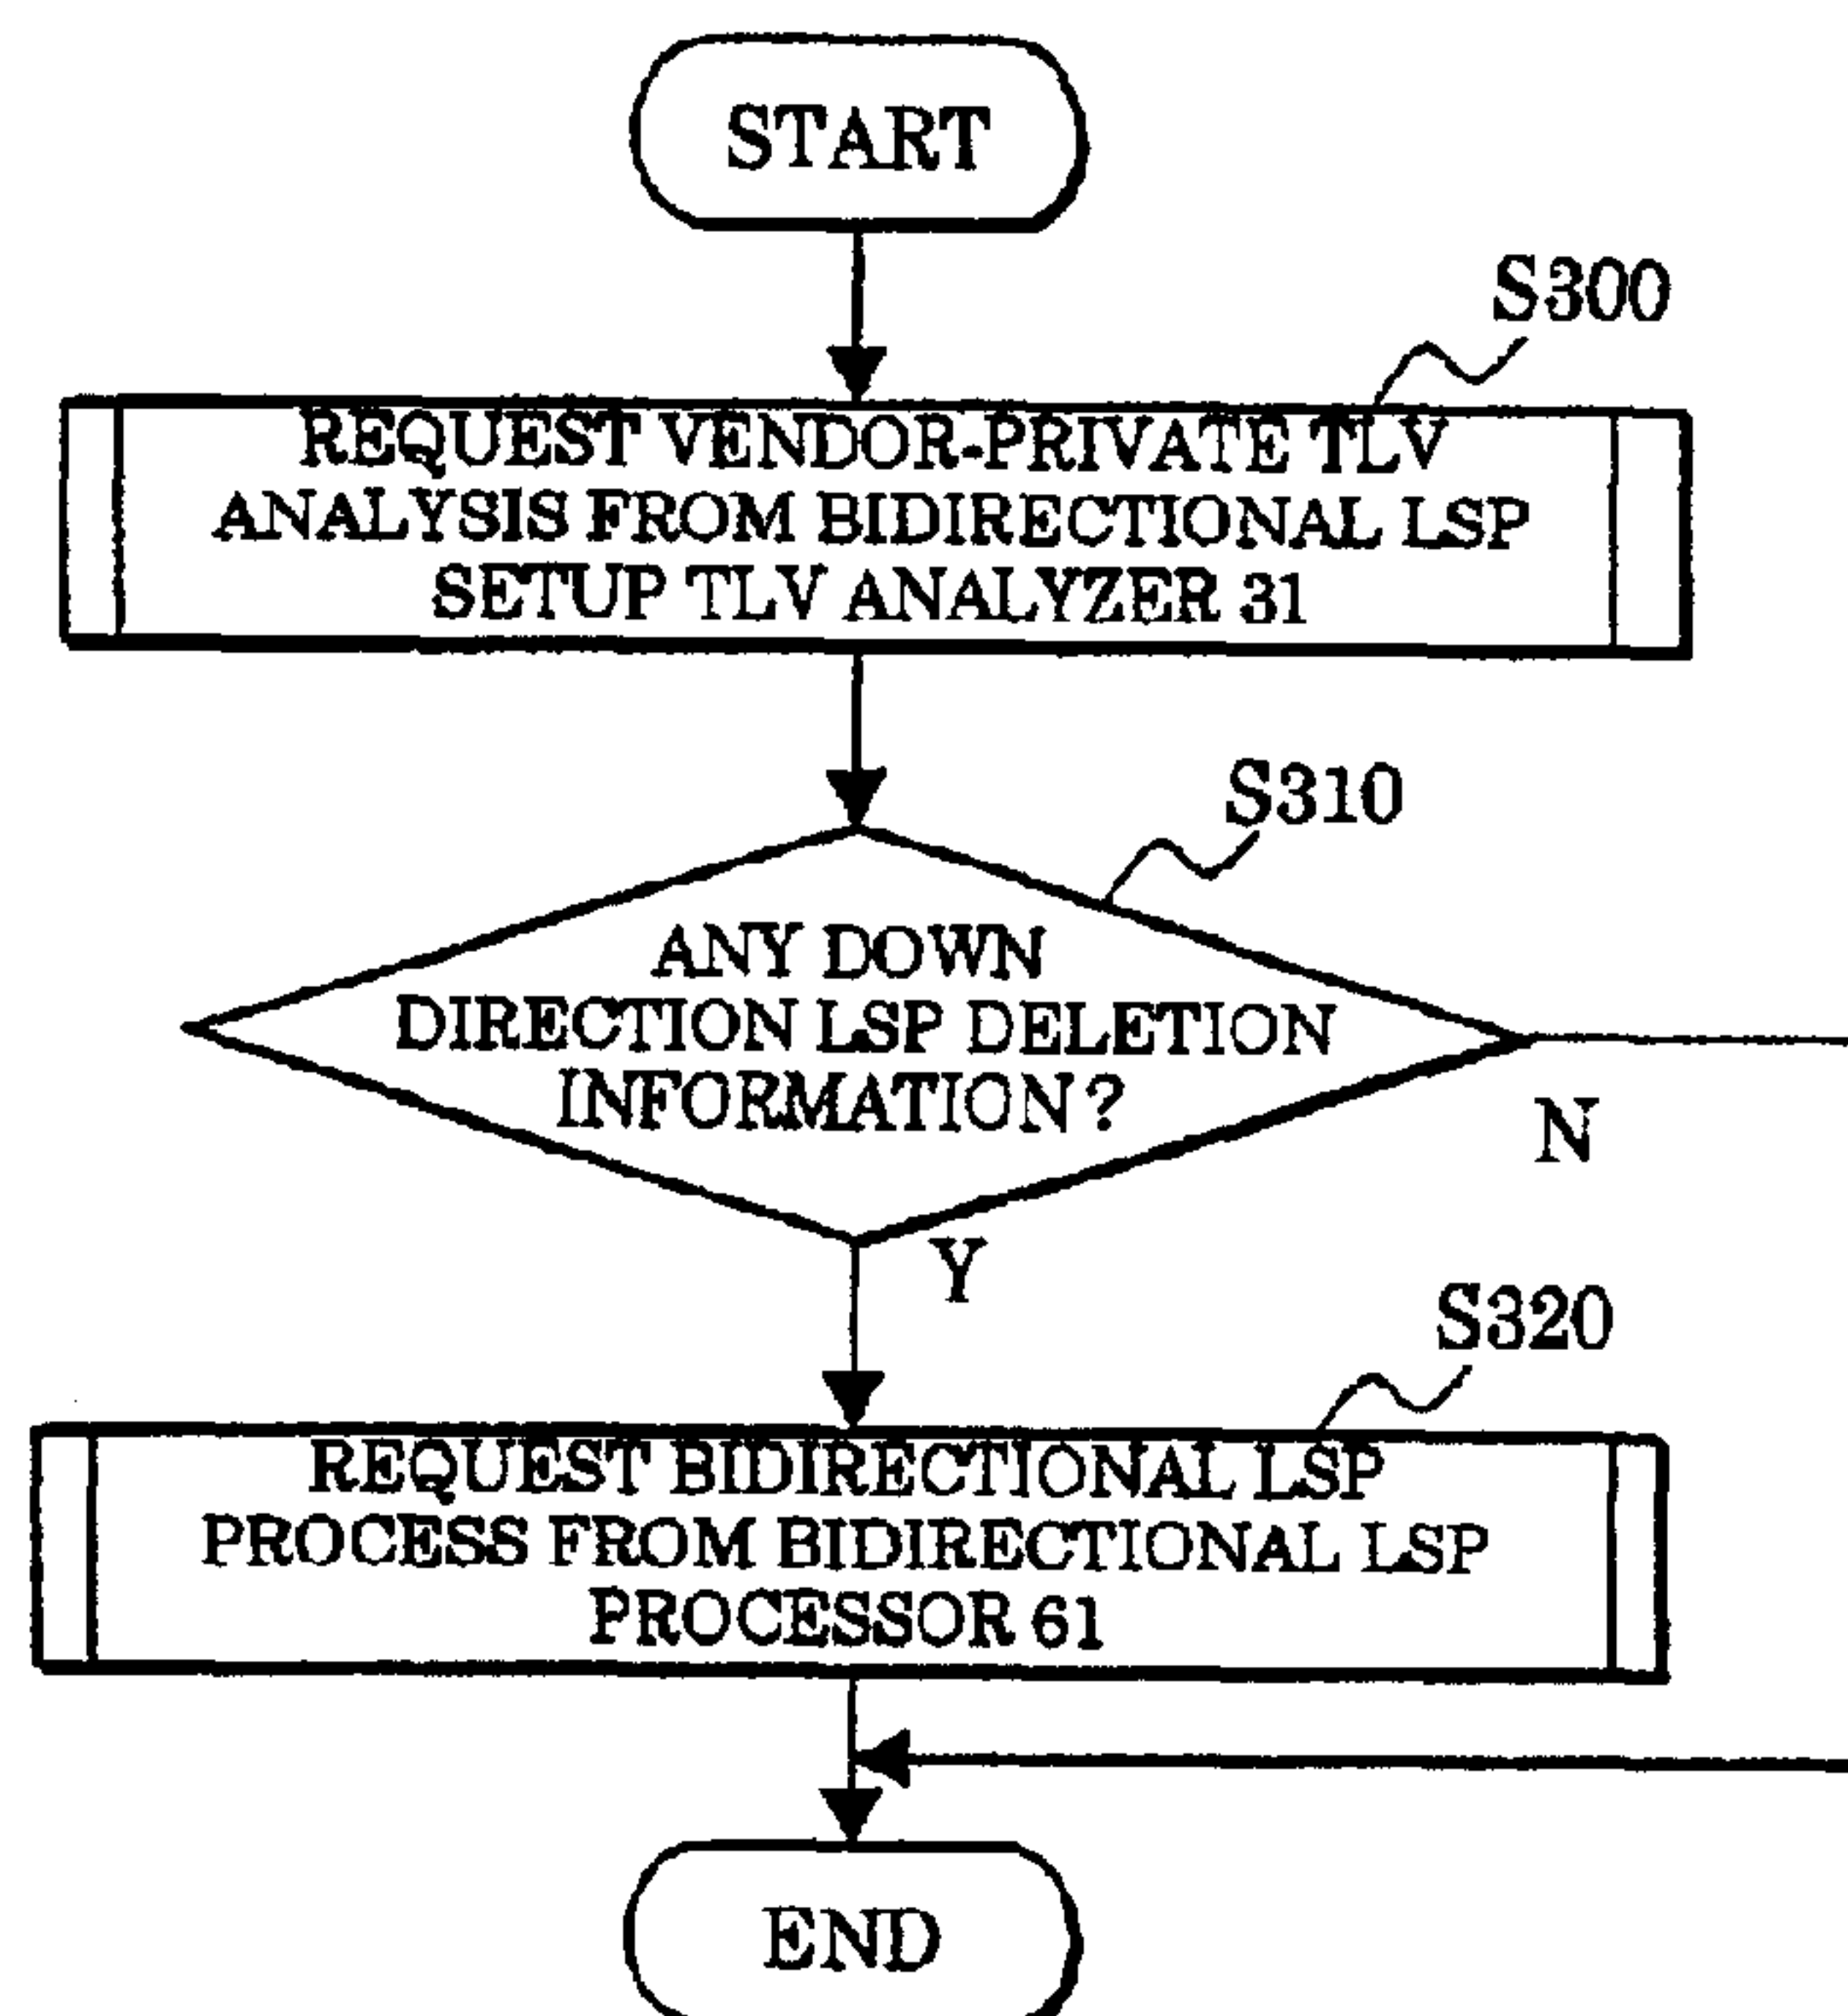 START
S300
REQUEST VENDOR-PRIVATE TLV
ANALYSIS FROM BIDIRECTIONAL LSP
SETUP TLV ANALYZER 31
S310
ANY DOWN
DIRECTION LSP DELETION
INFORMATION?
N
Y
S320
REQUEST BIDIRECTIONAL LSP
PROCESS FROM BIDIRECTIONAL LSP
PROCESSOR 61
END